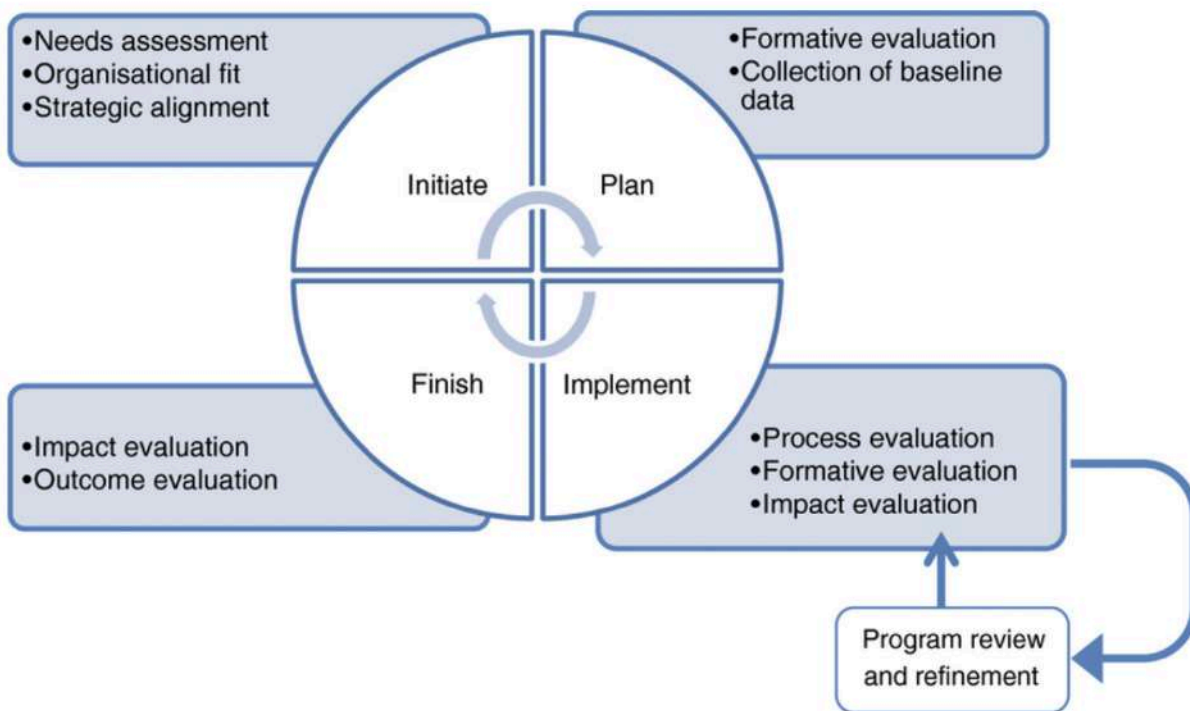 •Needs assessment
•Organisational fit
•Strategic alignment
•Formative evaluation
•Collection of baseline
data
Initiate
Plan
Finish
Implement
•Impact evaluation
•Outcome evaluation
•Process evaluation
•Formative evaluation
•Impact evaluation
Program review
and refinement